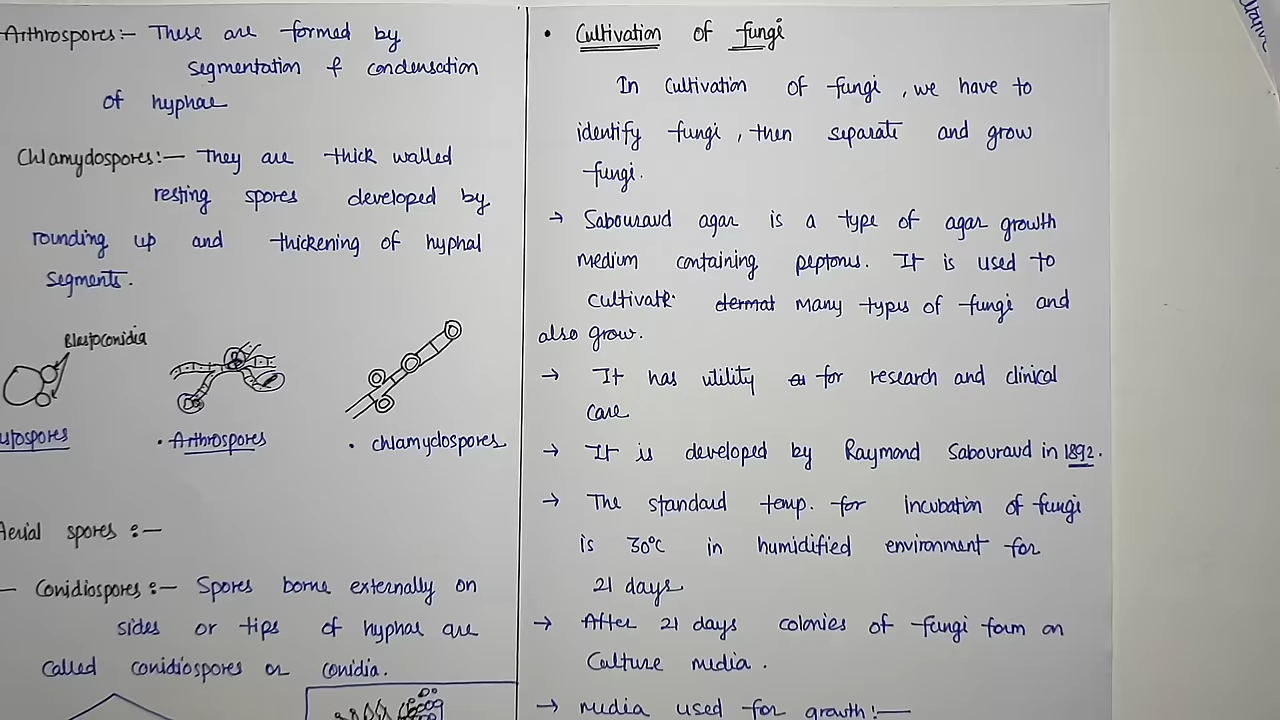 Arthrospores:- These are formed by
segmentation & condensation
of hyphae
Chlamydospores:- They are thick walled
resting spores developed by
rounding up and thickening of hyphal
segments.
Blastoconidia
• Arthrospores
• Chlamydospores
Aerial spores :-
- Conidiospores:- Spores borne externally on
sides or tips of hyphae are
called conidiospores or conidia.
• Cultivation of fungi
In cultivation of fungi, we have to
identify fungi, then separate and grow
fungi.
→ Sabouraud agar is a type of agar growth
medium containing peptones. It is used to
cultivate dermat many types of fungi and
also grow.
→ It has utility as for research and clinical
care
→ It is developed by Raymond Sabouraud in 1892.
→ The standard temp. for incubation of fungi
is 30°C in humidified environment for
21 days
→ After 21 days colonies of fungi form on
culture media.
→ Media used for growth:-